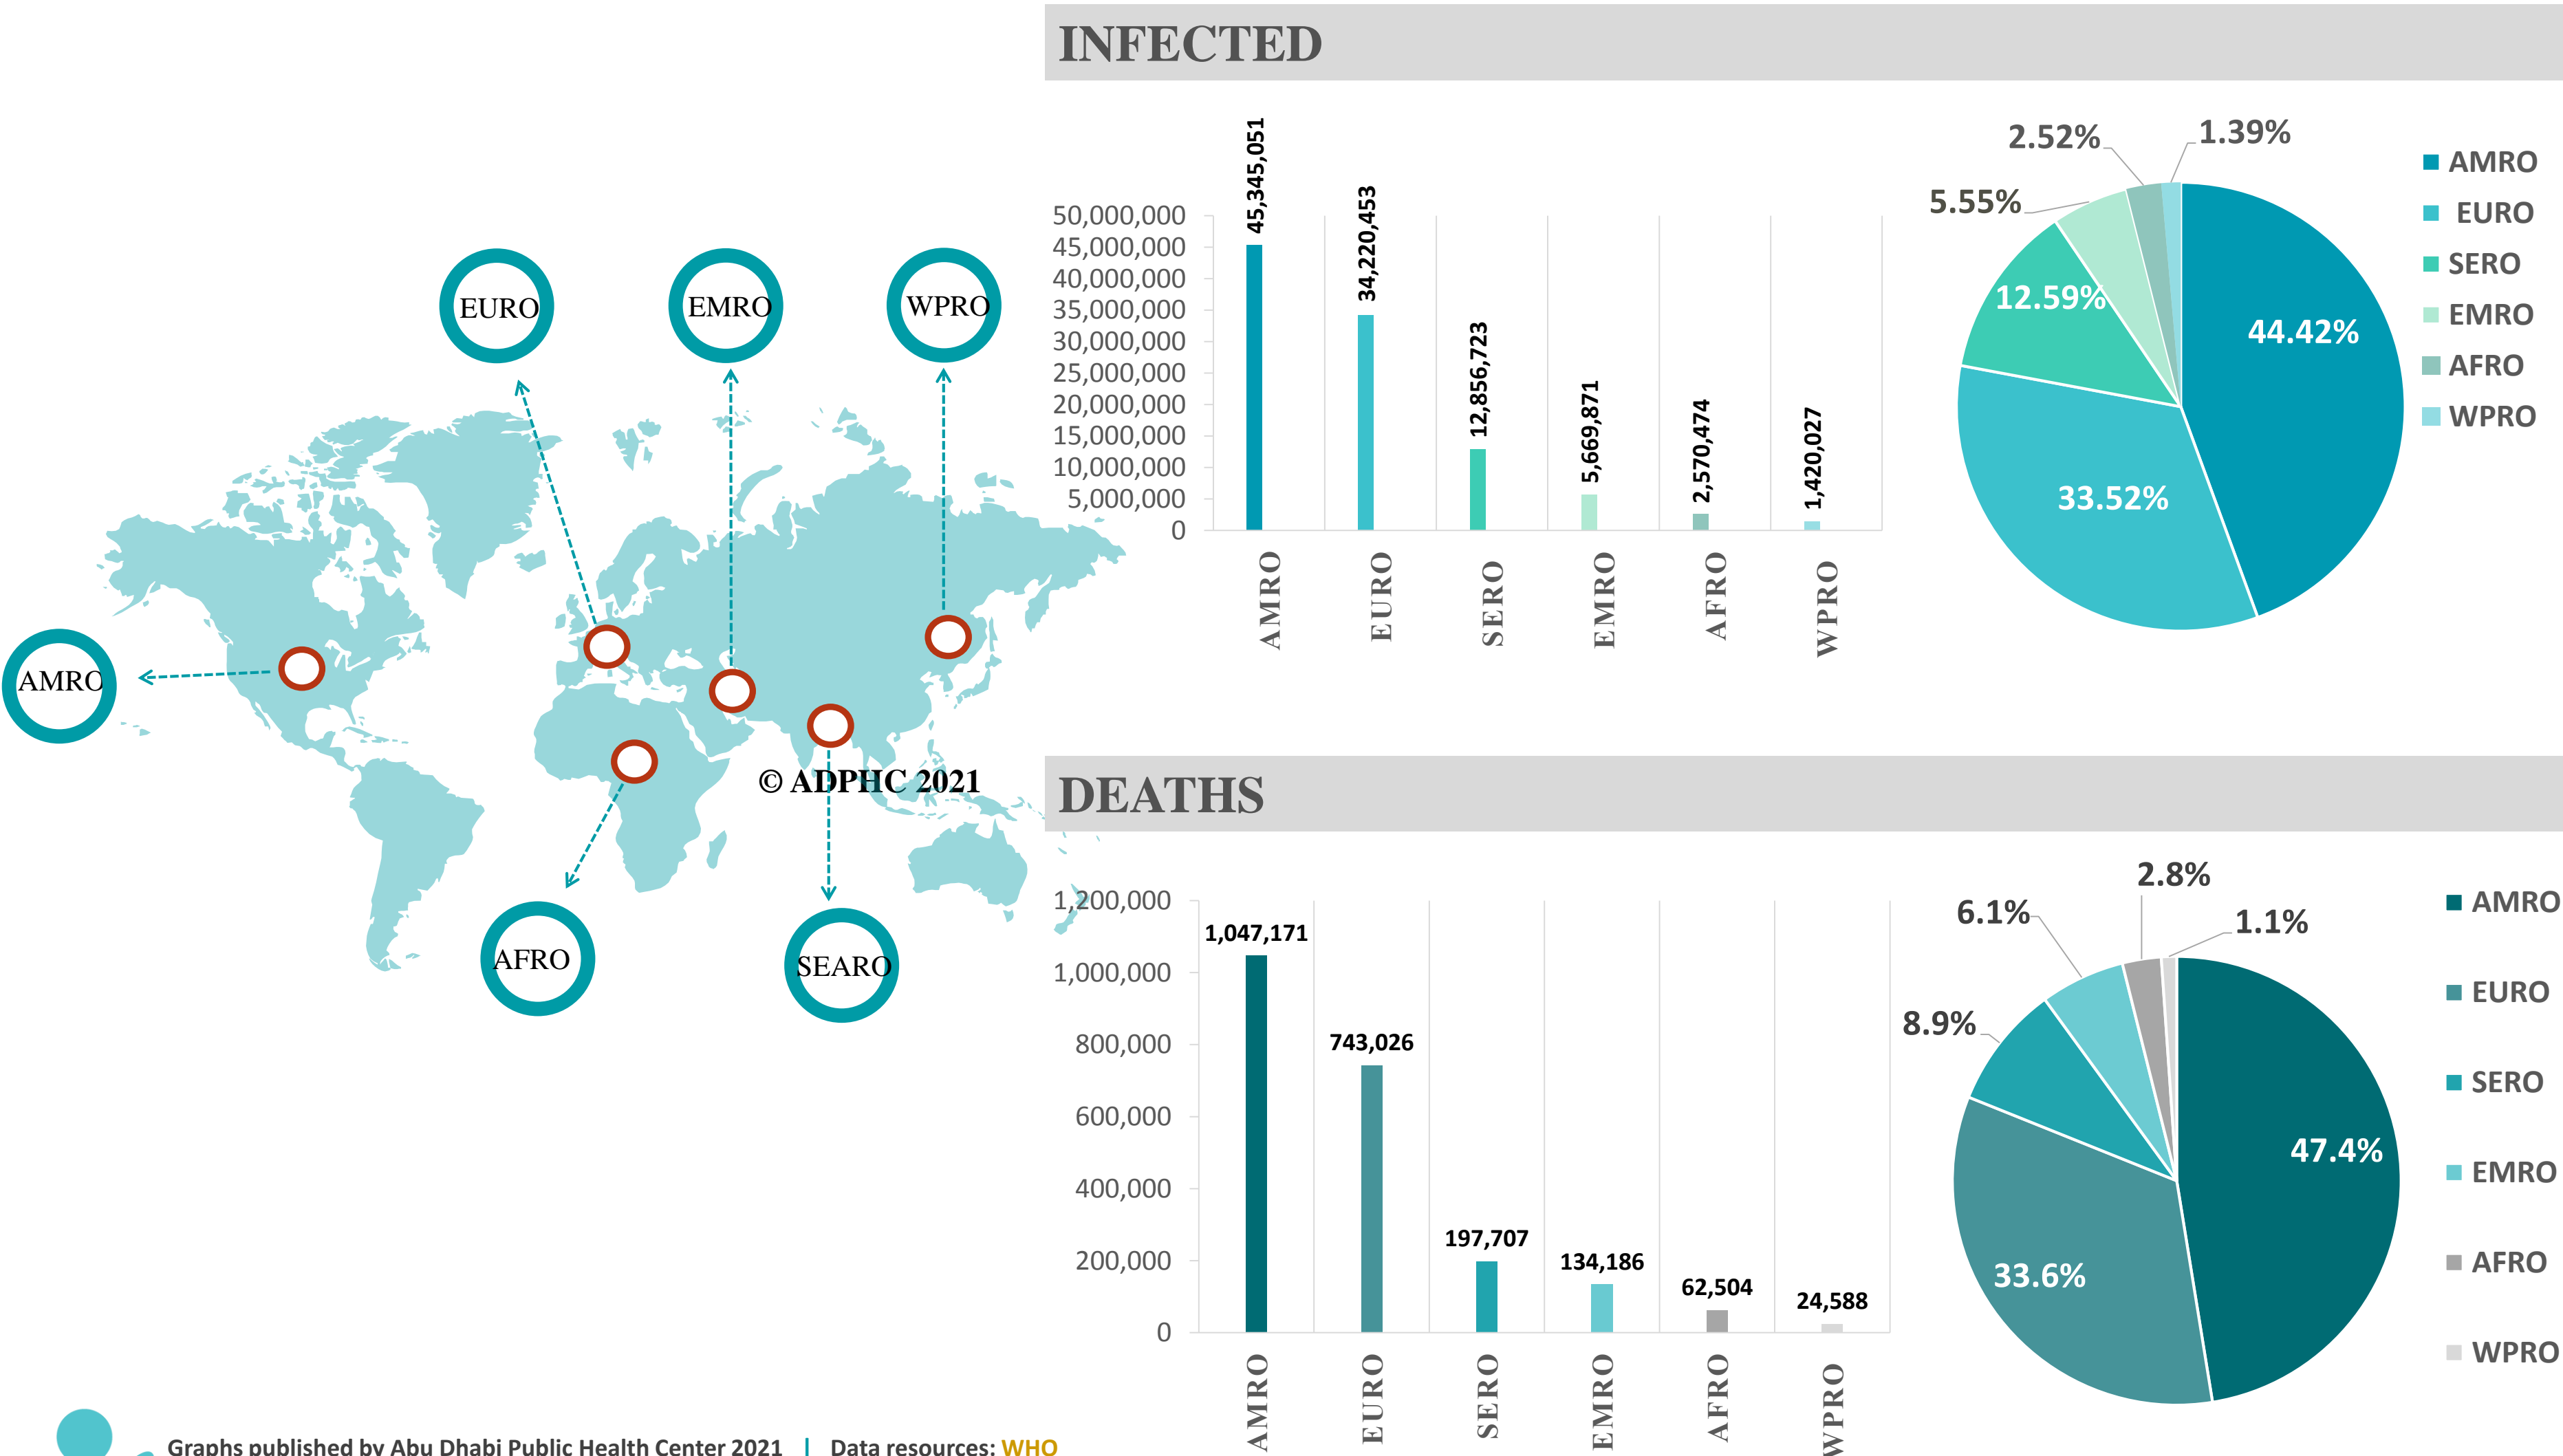 INFECTED
EURO
EMRO
WPRO
AMRO
AFRO
SEARO
© ADPHC 2021
50,000,000
45,000,000
40,000,000
35,000,000
30,000,000
25,000,000
20,000,000
15,000,000
10,000,000
5,000,000
0
45,345,051
34,220,453
12,856,723
5,669,871
2,570,474
1,420,027
AMRO
EURO
SERO
EMRO
AFRO
WPRO
2.52%
1.39%
5.55%
12.59%
44.42%
33.52%
AMRO
EURO
SERO
EMRO
AFRO
WPRO
DEATHS
1,200,000
1,000,000
800,000
600,000
400,000
200,000
0
1,047,171
743,026
197,707
134,186
62,504
24,588
AMRO
EURO
SERO
EMRO
AFRO
WPRO
2.8%
6.1%
1.1%
8.9%
47.4%
33.6%
AMRO
EURO
SERO
EMRO
AFRO
WPRO
Graphs published by Abu Dhabi Public Health Center 2021 | Data resources: WHO